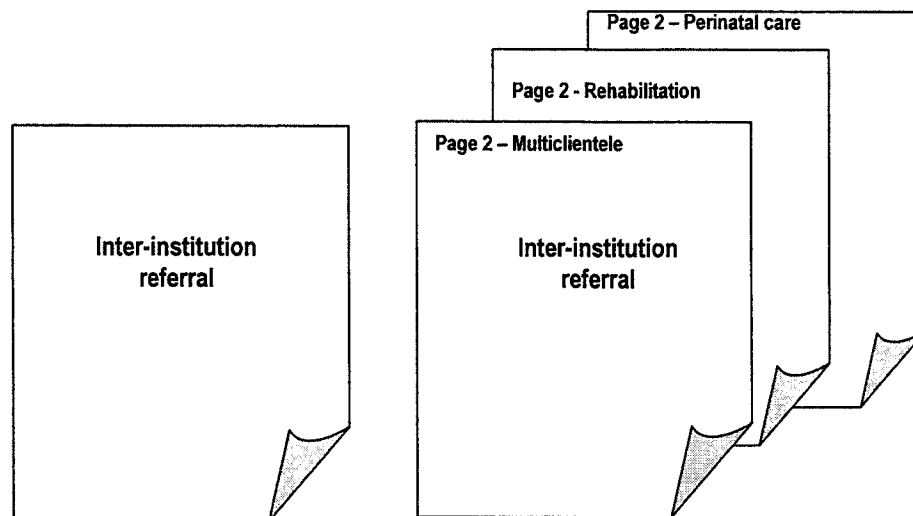 Page 2 – Perinatal care
Page 2 - Rehabilitation
Page 2 – Multiclientele
Inter-institution
referral
Inter-institution
referral